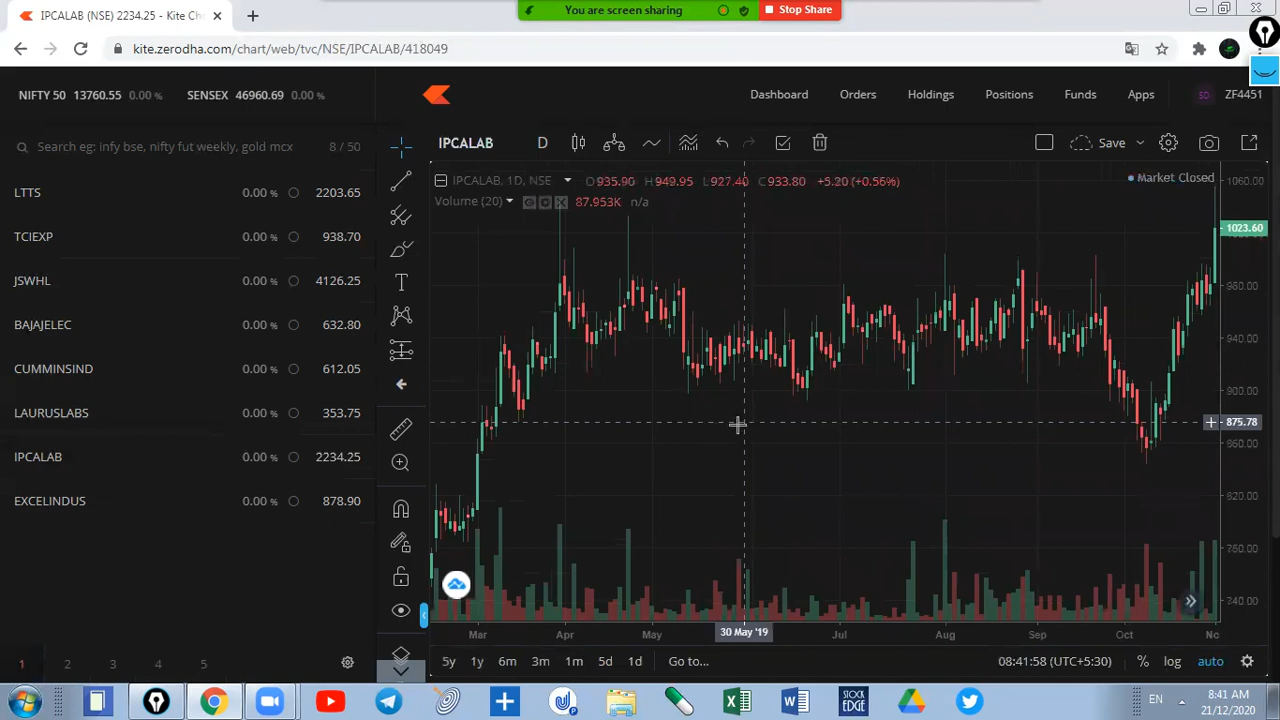 IPCALAB (NSE) 2234.25 - Kite Ch
You are screen sharing
Stop Share
kite.zerodha.com/chart/web/tvc/NSE/IPCALAB/418049
NIFTY 50 13760.55 0.00 % SENSEX 46960.69 0.00 %
Dashboard Orders Holdings Positions Funds Apps SD ZF4451
Search eg: infy bse, nifty fut weekly, gold mcx 8 / 50
LTTS 0.00 % 2203.65
TCIEXP 0.00 % 938.70
JSWHL 0.00 % 4126.25
BAJAJELEC 0.00 % 632.80
CUMMINSIND 0.00 % 612.05
LAURUSLABS 0.00 % 353.75
IPCALAB 0.00 % 2234.25
EXCELINDUS 0.00 % 878.90
1 2 3 4 5
IPCALAB D Save
IPCALAB, 1D, NSE O935.90 H949.95 L927.40 C933.80 +5.20 (+0.56%) Market Closed
Volume (20) 87.953K n/a
1060.00
1023.60
980.00
940.00
900.00
875.78
860.00
820.00
740.00
Mar Apr May 30 May '19 Jul Aug Sep Oct
5y 1y 6m 3m 1m 5d 1d Go to... 08:41:58 (UTC+5:30) % log auto
STOCK
EDGE
EN
8:41 AM
21/12/2020